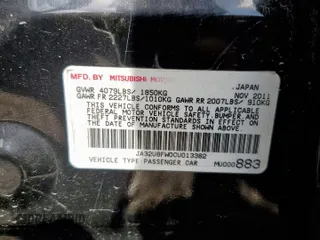 MFD. BY MITSUBISHI MOTORS JAPAN
GVWR 4079LBS/ 1850KG NOV 2011
GAWR FR 2227LBS/1010KG GAWR RR 2007LBS/ 910KG
THIS VEHICLE CONFORMS TO ALL APPLICABLE
FEDERAL MOTOR VEHICLE SAFETY,BUMPER,AND
THEFT PREVENTION STANDARDS IN EFFECT
ON THE DATE OF MANUFACTURE SHOWN ABOVE.
JA32U8FW0CU013382
VEHICLE TYPE:PASSENGER CAR MU000883